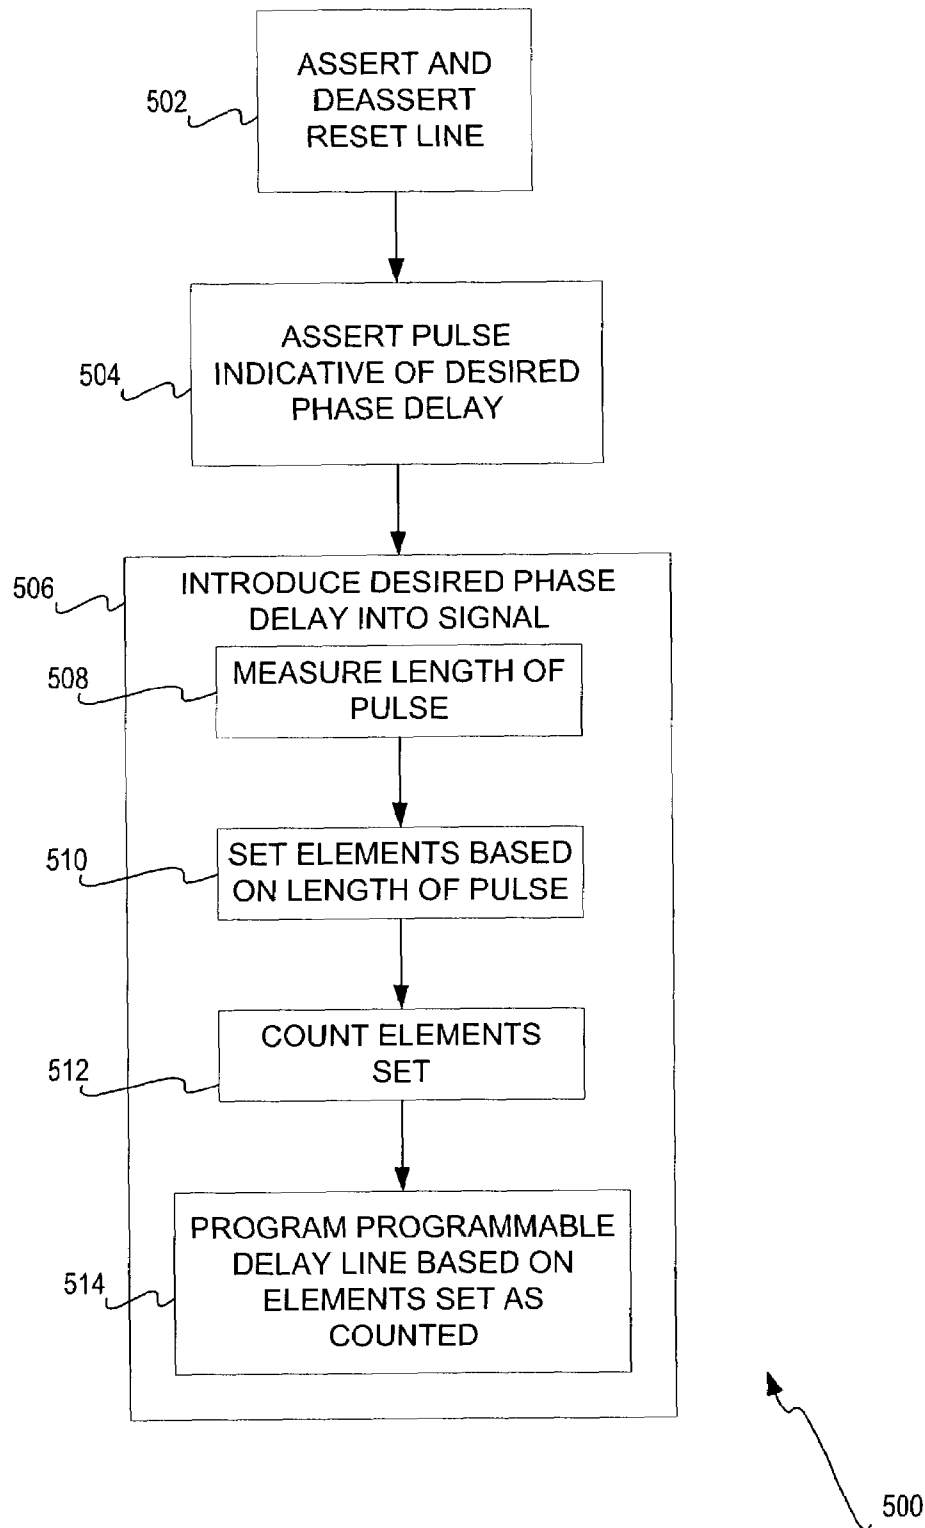 502
ASSERT AND
DEASSERT
RESET LINE
504
ASSERT PULSE
INDICATIVE OF DESIRED
PHASE DELAY
506
INTRODUCE DESIRED PHASE
DELAY INTO SIGNAL
508
MEASURE LENGTH OF
PULSE
510
SET ELEMENTS BASED
ON LENGTH OF PULSE
512
COUNT ELEMENTS
SET
514
PROGRAM PROGRAMMABLE
DELAY LINE BASED ON
ELEMENTS SET AS
COUNTED
500